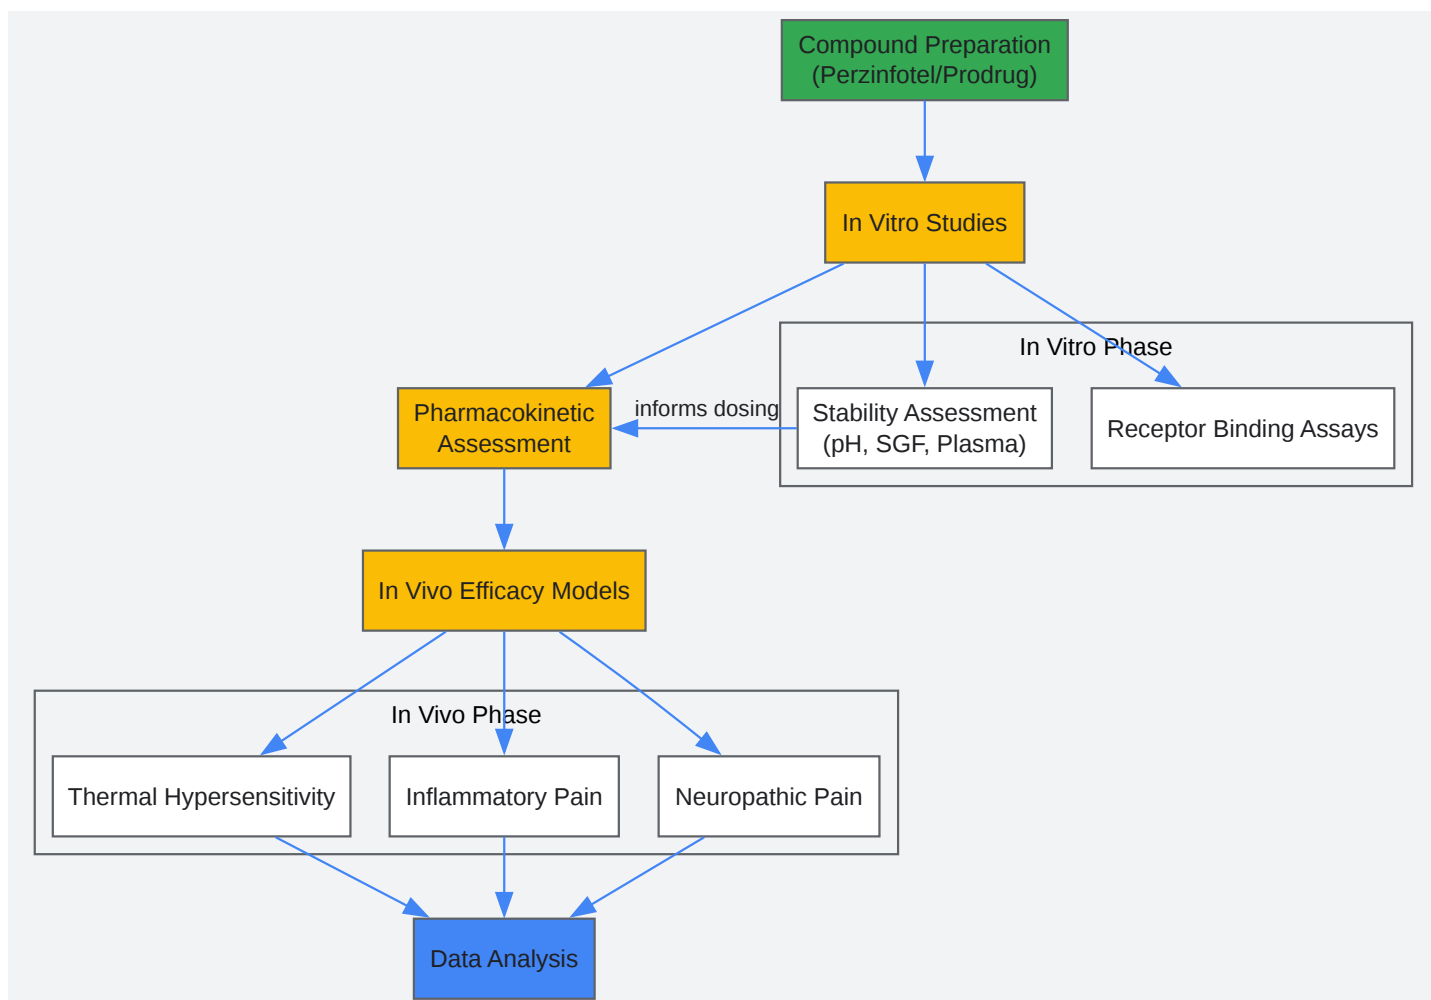 Compound Preparation
(Perzinfotel/Prodrug)
In Vitro Studies
In Vitro Phase
Pharmacokinetic
Assessment
informs dosing
Stability Assessment
(pH, SGF, Plasma)
Receptor Binding Assays
In Vivo Efficacy Models
In Vivo Phase
Thermal Hypersensitivity
Inflammatory Pain
Neuropathic Pain
Data Analysis